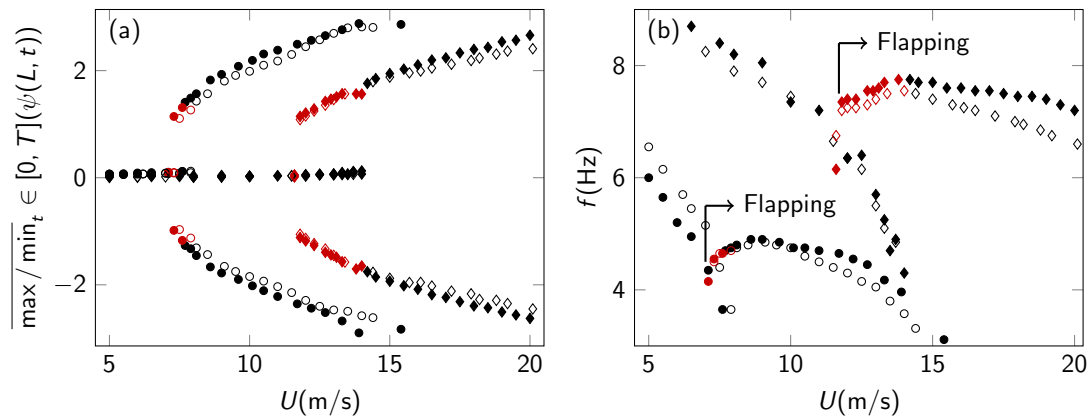 (a)
max / min_t ∈ [0, T](ψ(L, t)
2
0
−2
5
10
15
20
U(m/s)
(b)
Flapping
Flapping
f(Hz)
8
6
4
5
10
15
20
U(m/s)